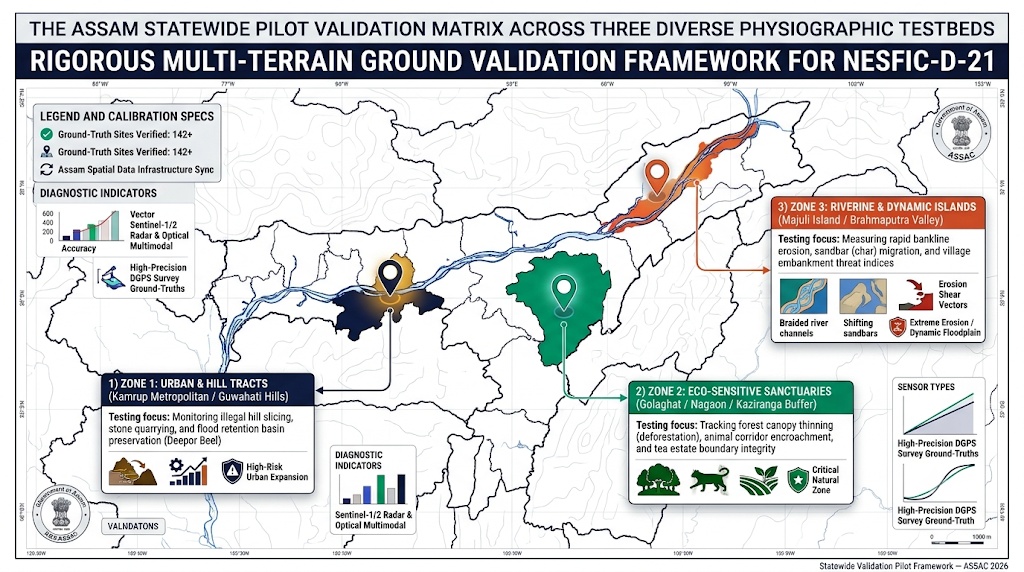 THE ASSAM STATEWIDE PILOT VALIDATION MATRIX ACROSS THREE DIVERSE PHYSIOGRAPHIC TESTBEDS
RIGOROUS MULTI-TERRAIN GROUND VALIDATION FRAMEWORK FOR NESFIC-D-21
LEGEND AND CALIBRATION SPECS
Ground-Truth Sites Verified: 142+
Ground-Truth Sites Verified: 142+
Assam Spatial Data Infrastructure Sync
DIAGNOSTIC INDICATORS
600
400
200
0
Accuracy
Vector
Sentinel-1/2
Radar & Optical
Multimodal
High-Precision
DGPS Survey
Ground-Truths
Government of Assam
ASSAC
3) ZONE 3: RIVERINE & DYNAMIC ISLANDS
(Majuli Island / Brahmaputra Valley)
Testing focus: Measuring rapid bankline
erosion, sandbar (char) migration, and village
embankment threat indices
Braided river
channels
Shifting
sandbars
Erosion
Shear
Vectors
Extreme Erosion /
Dynamic Floodplain
1) ZONE 1: URBAN & HILL TRACTS
(Kamrup Metropolitan / Guwahati Hills)
Testing focus: Monitoring illegal hill slicing,
stone quarrying, and flood retention basin
preservation (Deepor Beel)
High-Risk
Urban Expansion
2) ZONE 2: ECO-SENSITIVE SANCTUARIES
(Golaghat / Nagaon / Kaziranga Buffer)
Testing focus: Tracking forest canopy thinning
(deforestation), animal corridor encroachment,
and tea estate boundary integrity
Critical
Natural
Zone
DIAGNOSTIC
INDICATORS
Sentinel-1/2 Radar &
Optical Multimodal
SENSOR TYPES
High-Precision DGPS
Survey Ground-Truths
High-Precision DGPS
Survey Ground-Truth
0
1000 m
VALNDATONS
Statewide Validation Pilot Framework — ASSAC 2026